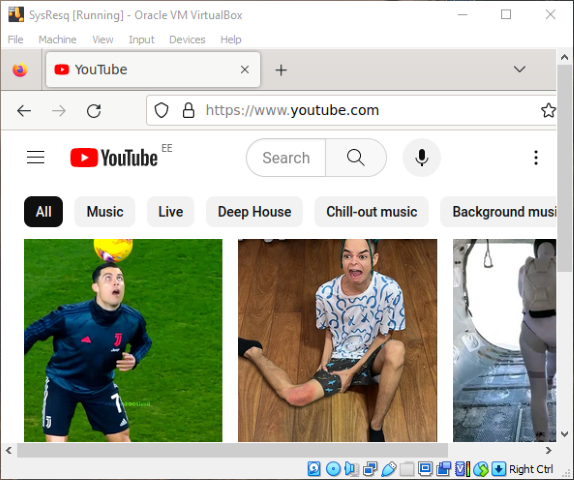 SysResq [Running] - Oracle VM VirtualBox
File Machine View Input Devices Help
YouTube
https://www.youtube.com
YouTube EE
Search
All Music Live Deep House Chill-out music Background musi
7
Right Ctrl